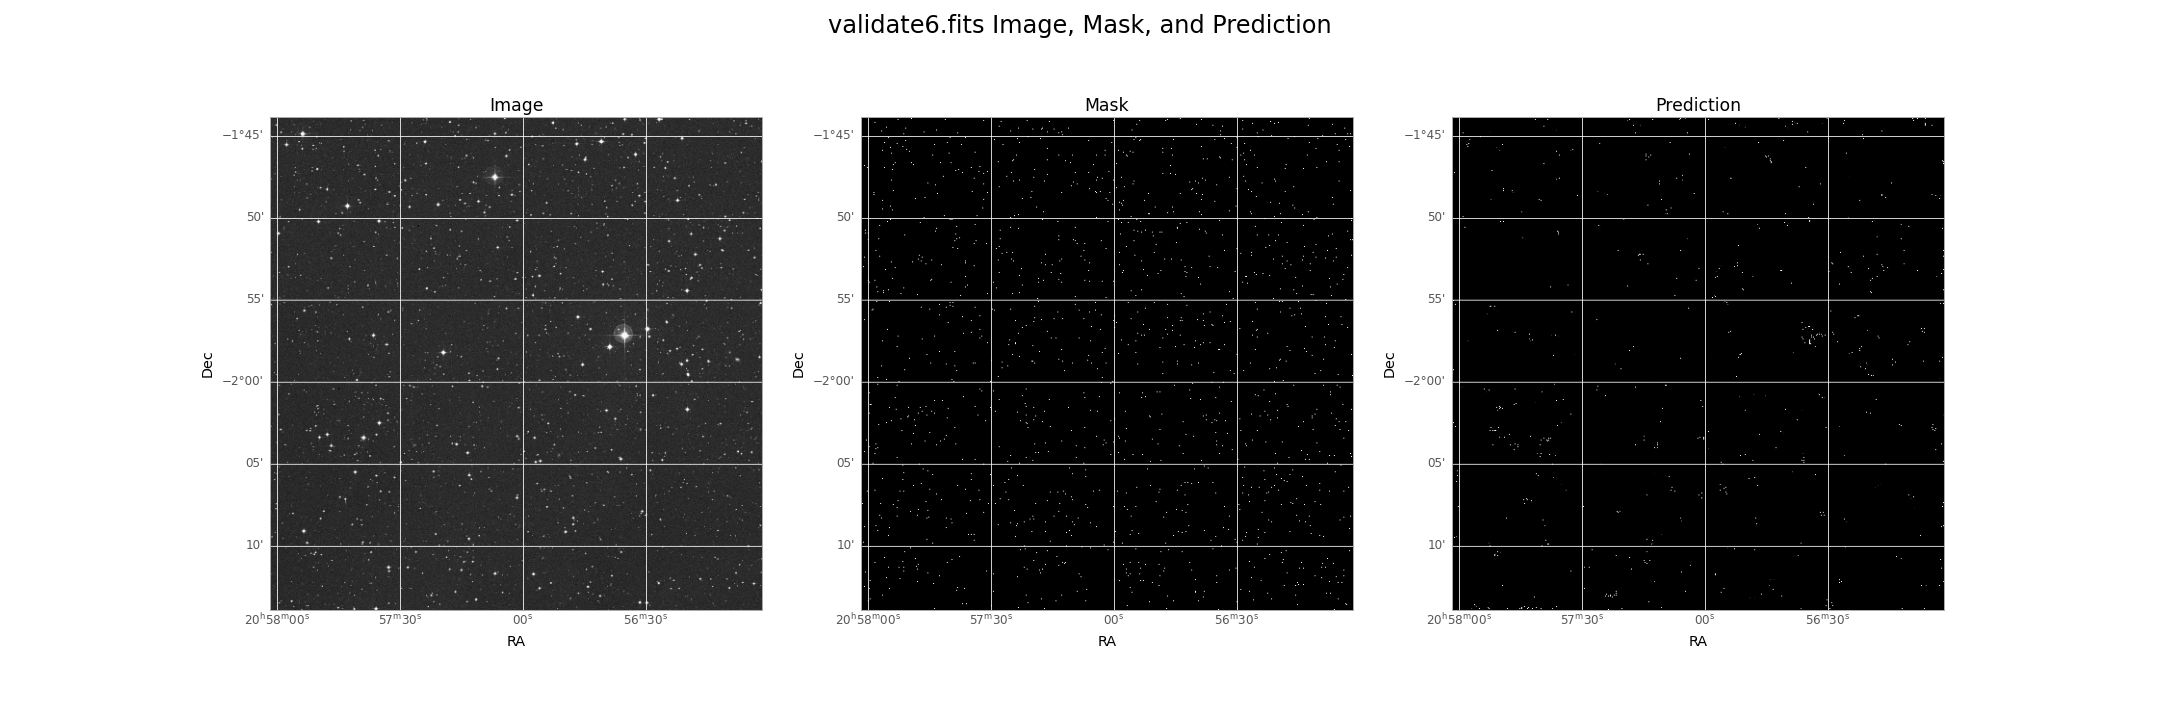 validate6.fits Image, Mask, and Prediction
Image
Mask
Prediction
−1°45'
50'
55'
−2°00'
05'
10'
Dec
20ʰ58ᵐ00ˢ 57ᵐ30ˢ 00ˢ 56ᵐ30ˢ
RA
−1°45'
50'
55'
−2°00'
05'
10'
Dec
20ʰ58ᵐ00ˢ 57ᵐ30ˢ 00ˢ 56ᵐ30ˢ
RA
−1°45'
50'
55'
−2°00'
05'
10'
Dec
20ʰ58ᵐ00ˢ 57ᵐ30ˢ 00ˢ 56ᵐ30ˢ
RA